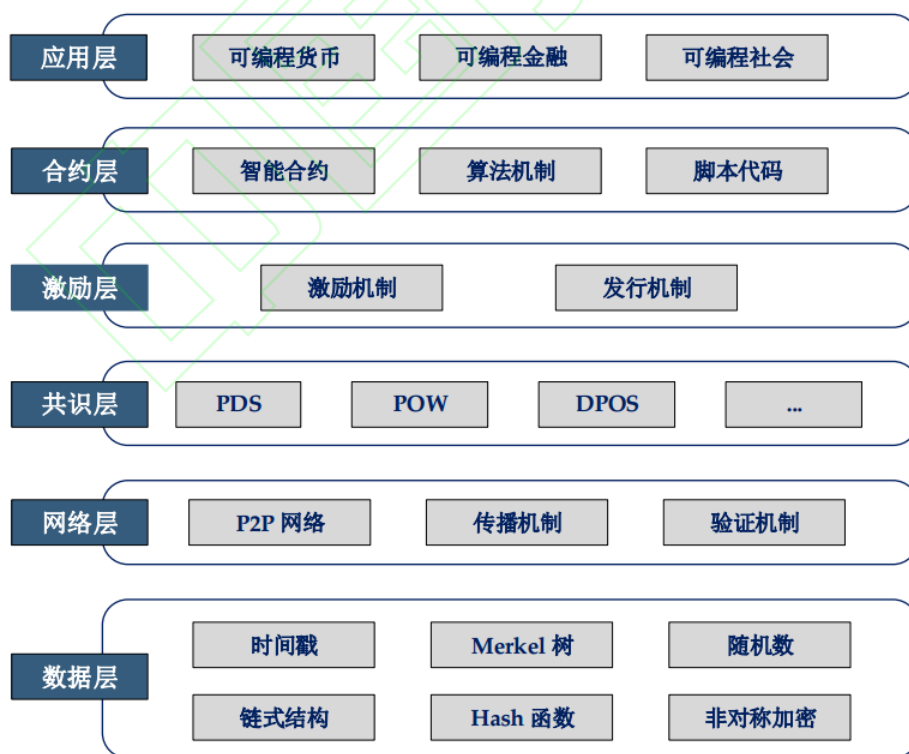 应用层 可编程货币 可编程金融 可编程社会
合约层 智能合约 算法机制 脚本代码
激励层 激励机制 发行机制
共识层 PDS POW DPOS ...
网络层 P2P 网络 传播机制 验证机制
时间戳 Merkel 树 随机数
数据层
链式结构 Hash 函数 非对称加密